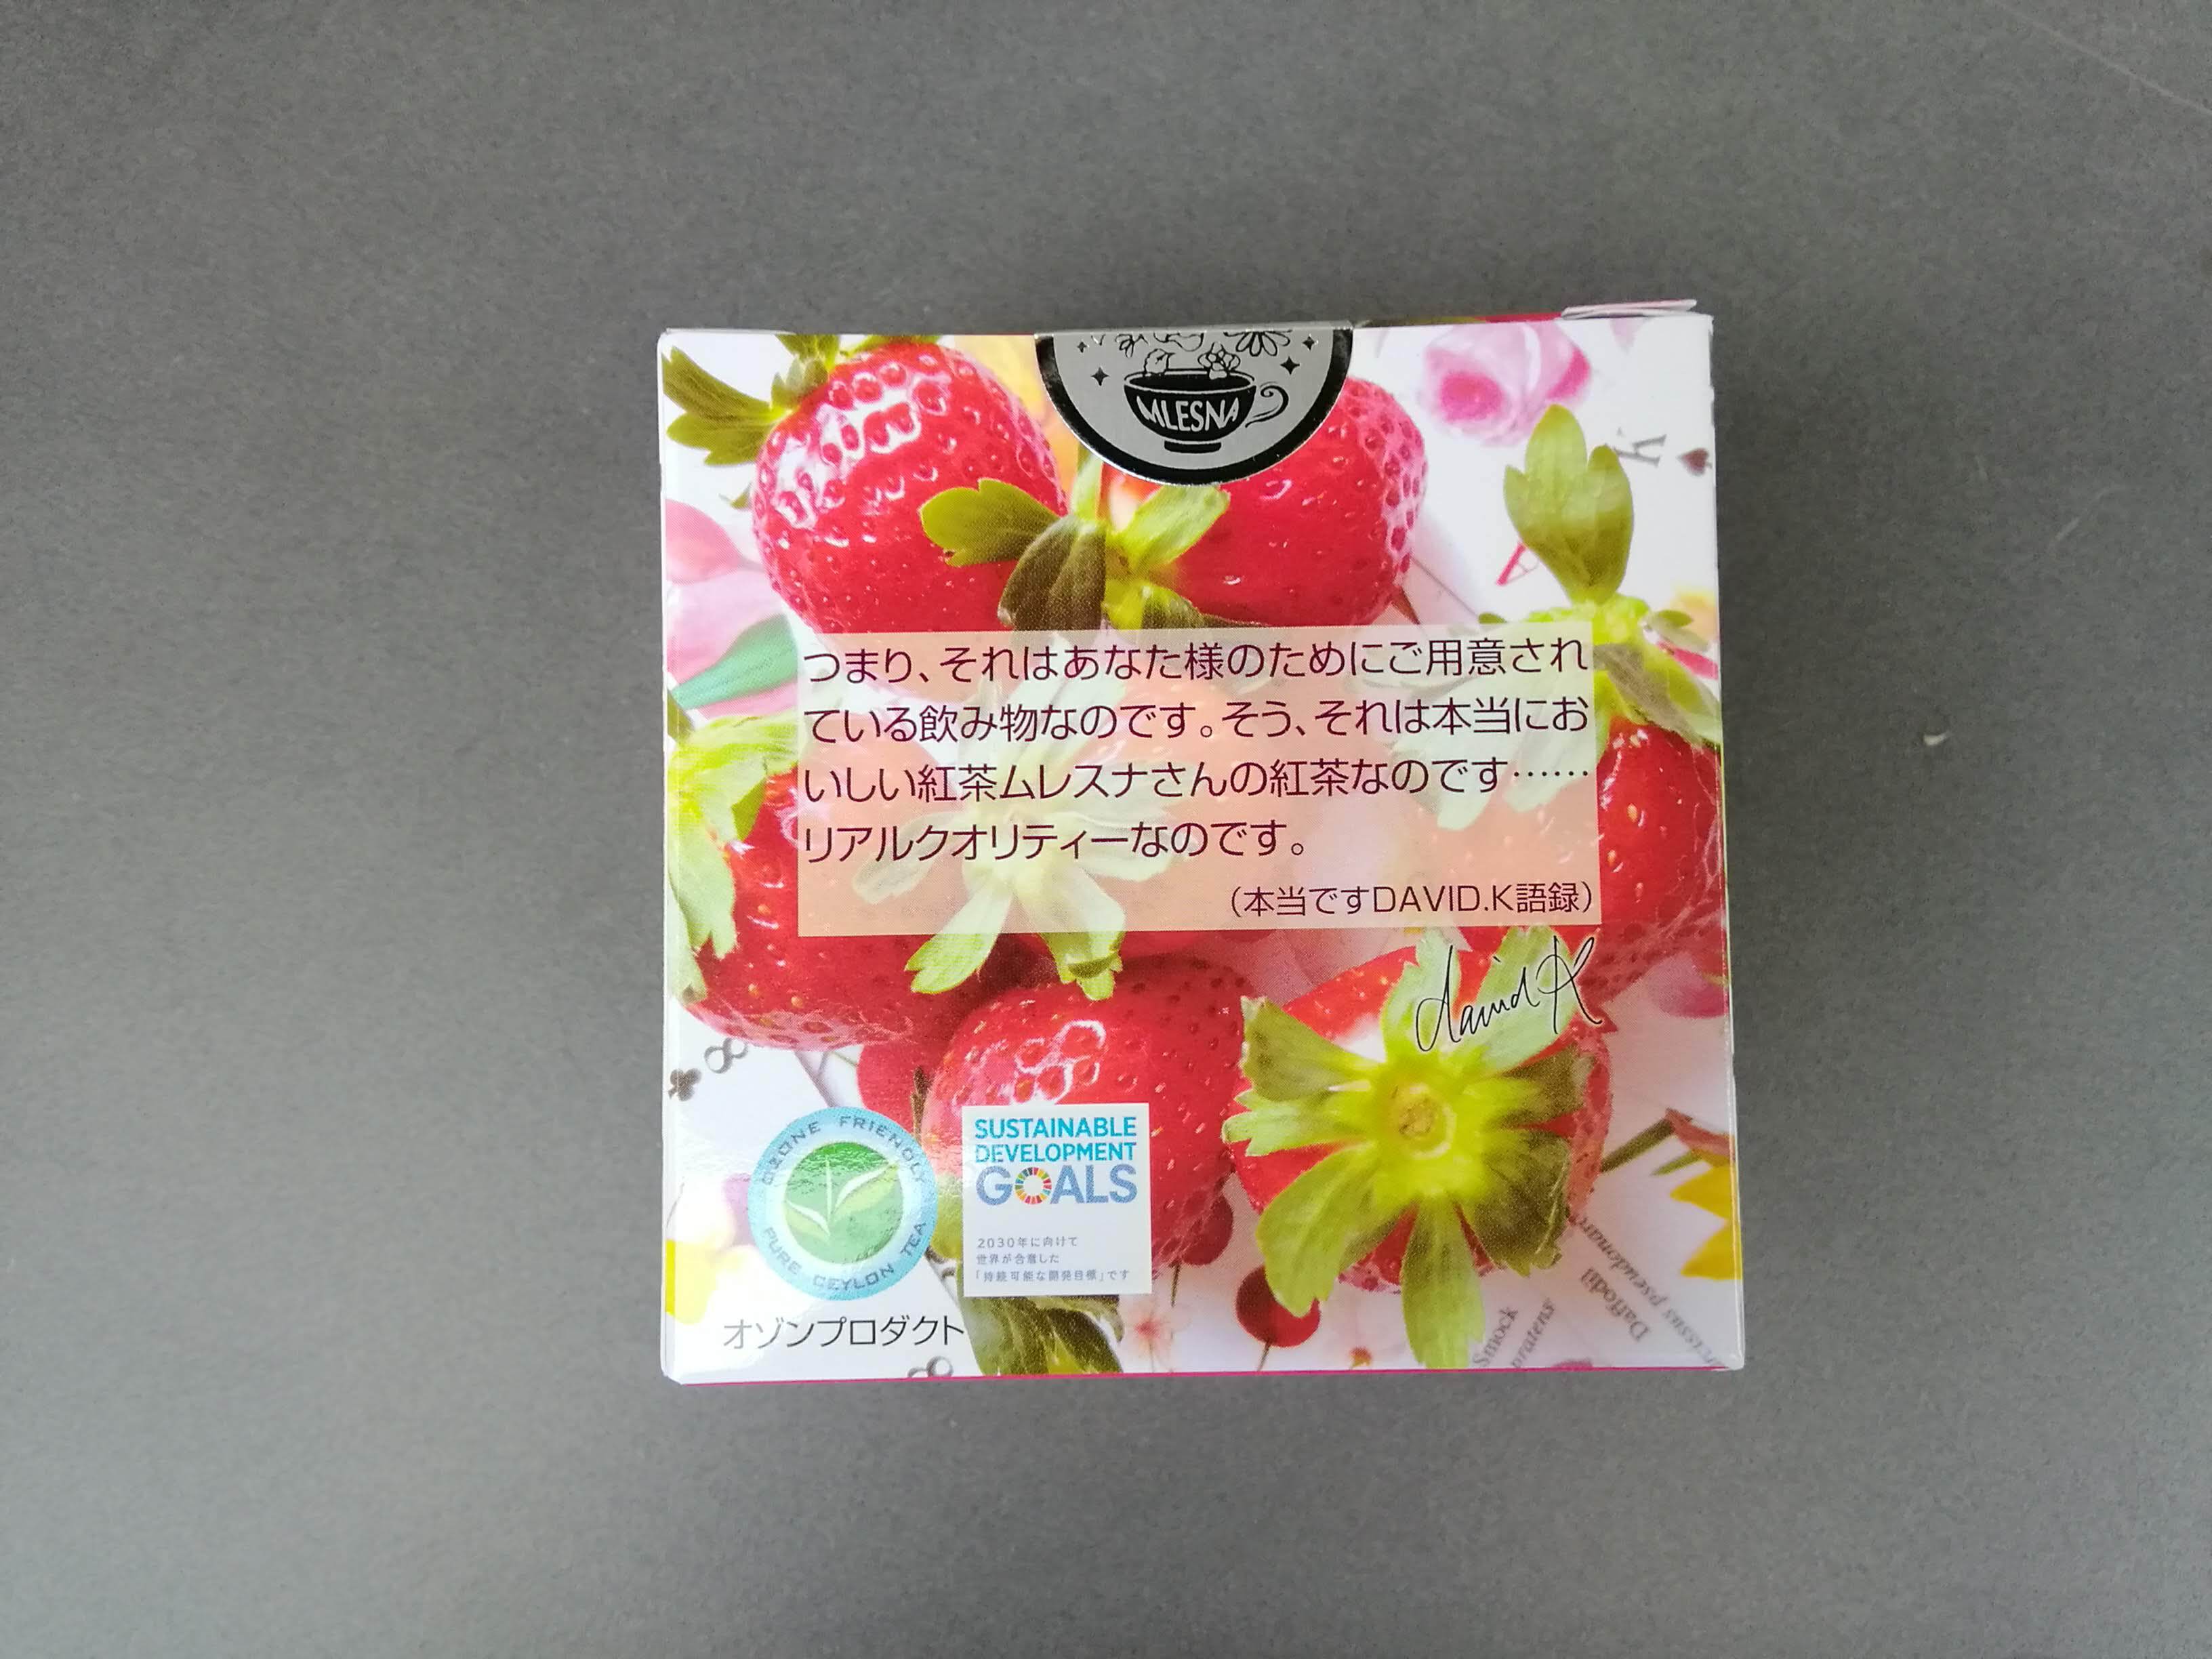 MLESNA
K
A
つまり、それはあなた様のためにご用意され
ている飲み物なのです。そう、それは本当にお
いしい紅茶ムレスナさんの紅茶なのです……
リアルクオリティーなのです。
(本当ですDAVID.K語録)
david K
8
OZONE FRIENDLY
PURE CEYLON TEA
オゾンプロダクト
SUSTAINABLE
DEVELOPMENT
GOALS
2030年に向けて
世界が合意した
「持続可能な開発目標」です
Smock
pratensis
Daffodil
8